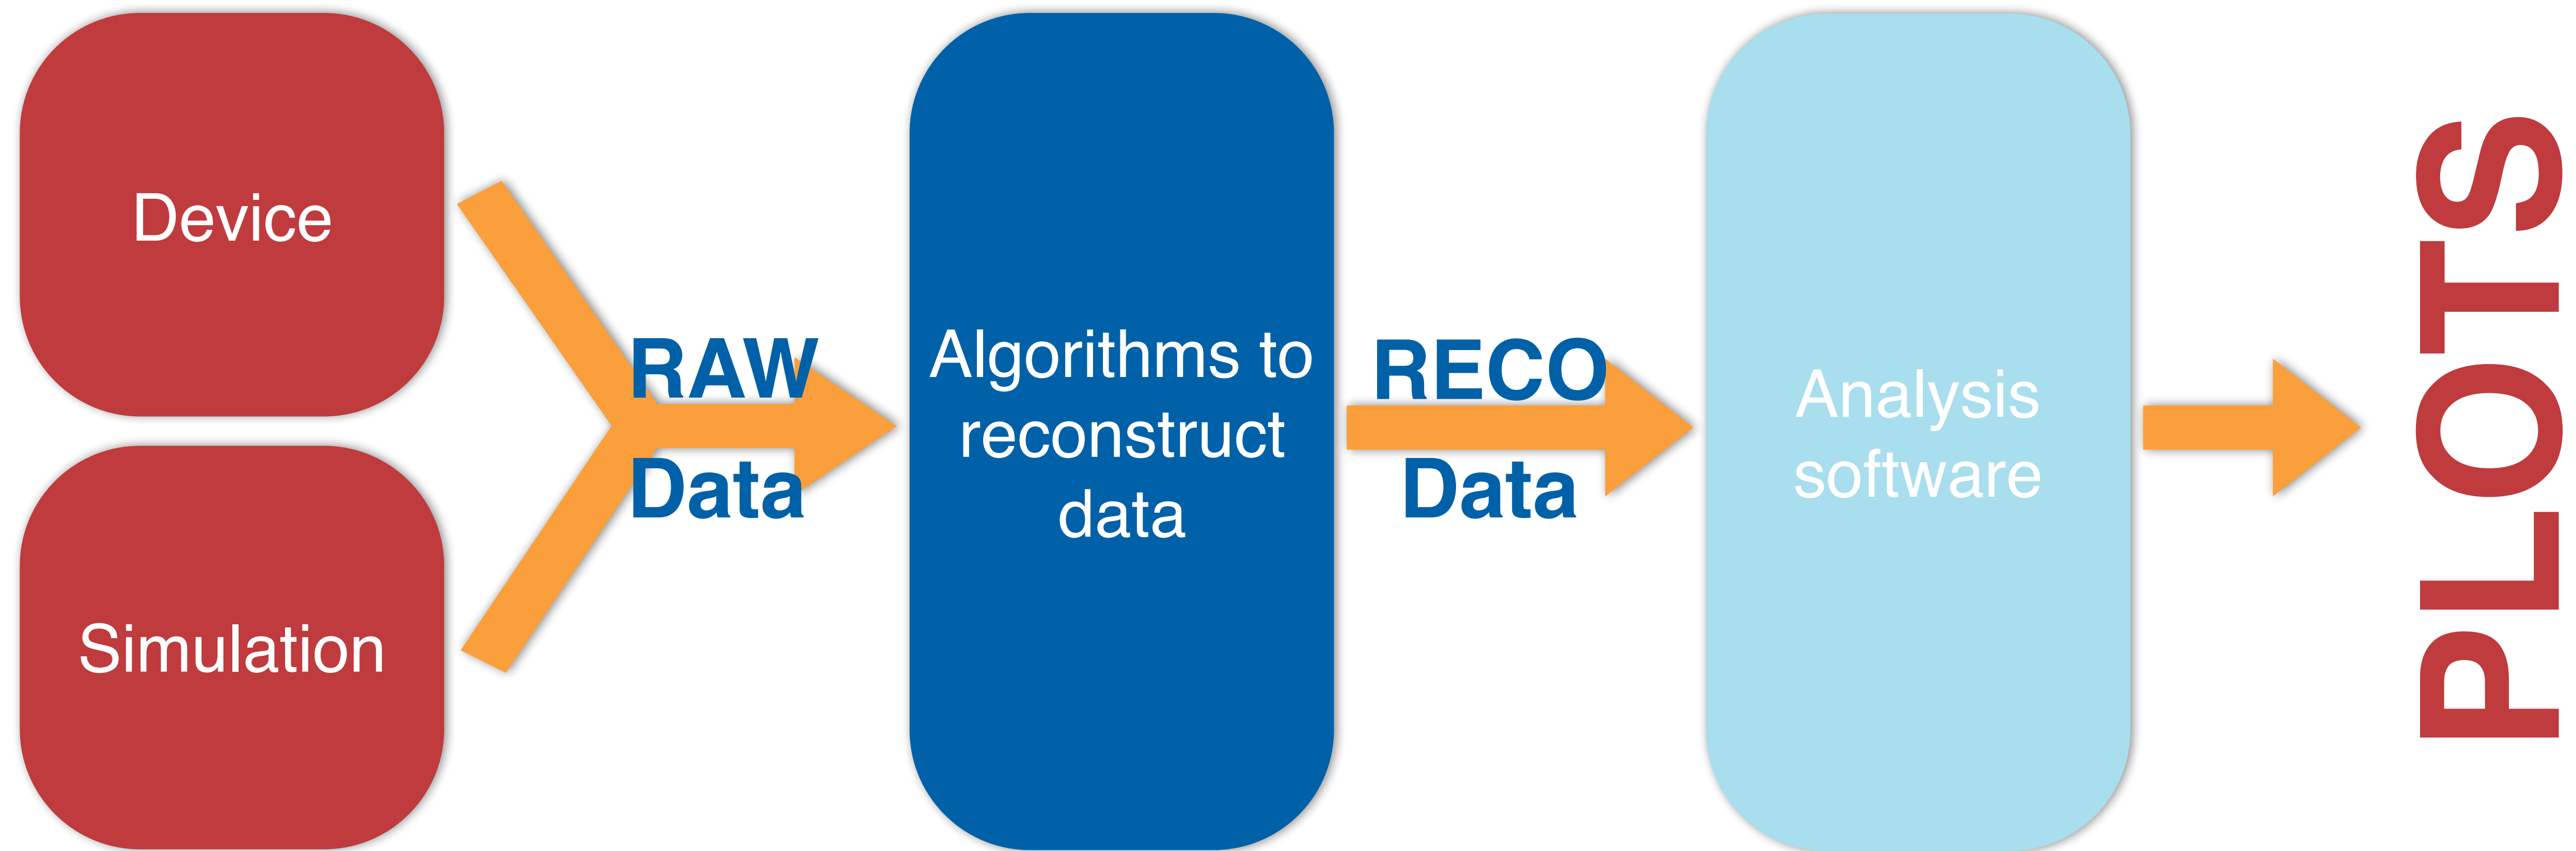 Device
Simulation
RAW
Data
Algorithms to
reconstruct
data
RECO
Data
Analysis
software
PLOTS